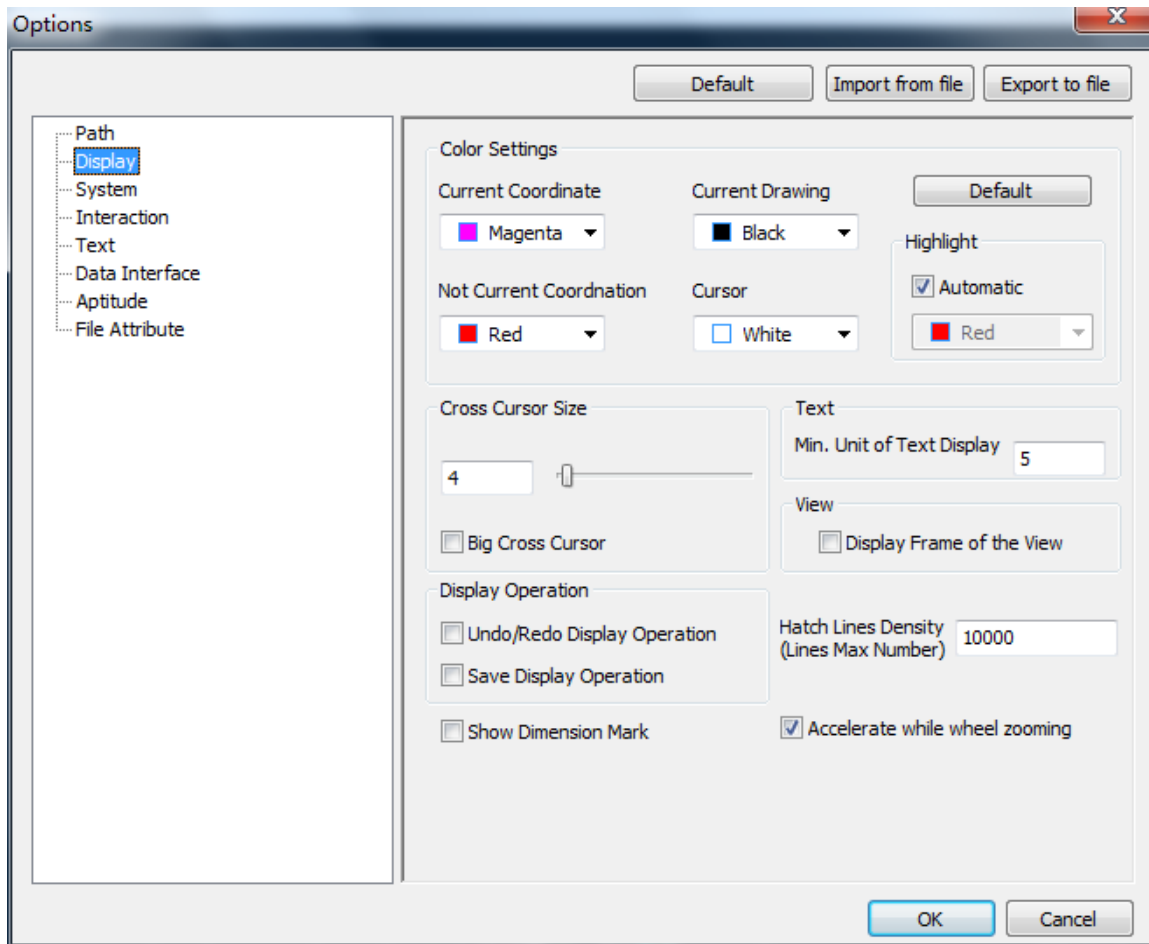 Options
Default
Import from file
Export to file
Path
Display
System
Interaction
Text
Data Interface
Aptitude
File Attribute
Color Settings
Current Coordinate
Current Drawing
Default
Magenta
Black
Highlight
Automatic
Not Current Coordnation
Cursor
Red
White
Red
Cross Cursor Size
4
Big Cross Cursor
Text
Min. Unit of Text Display
5
View
Display Frame of the View
Display Operation
Undo/Redo Display Operation
Save Display Operation
Hatch Lines Density
(Lines Max Number)
10000
Show Dimension Mark
Accelerate while wheel zooming
OK
Cancel